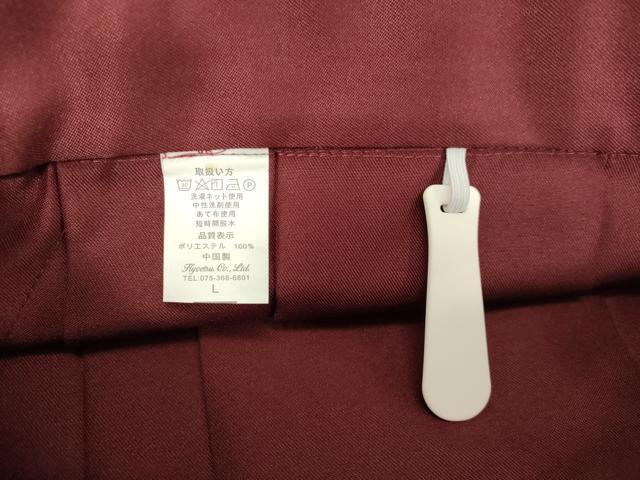 取扱い方
30 P
洗濯ネット使用
中性洗剤使用
あて布使用
短時間脱水
品質表示
ポリエステル 100%
中国製
Hycetsu Co., Ltd.
TEL:075-366-6801
L